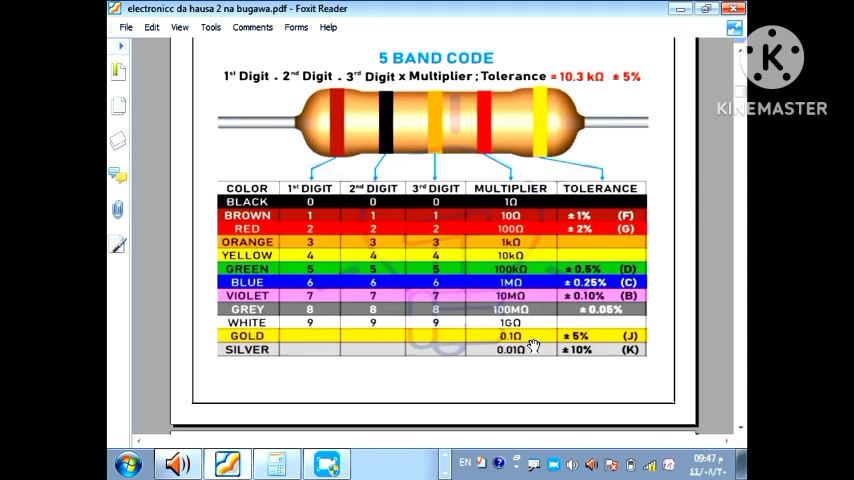 electronicc da hausa 2 na bugawa.pdf - Foxit Reader
File Edit View Tools Comments Forms Help
5 BAND CODE
1st Digit . 2nd Digit . 3rd Digit x Multiplier ; Tolerance = 10.3 kΩ ± 5%
COLOR 1st DIGIT 2nd DIGIT 3rd DIGIT MULTIPLIER TOLERANCE
BLACK 0 0 0 1Ω
BROWN 1 1 1 10Ω ± 1% (F)
RED 2 2 2 100Ω ± 2% (G)
ORANGE 3 3 3 1kΩ
YELLOW 4 4 4 10kΩ
GREEN 5 5 5 100kΩ ± 0.5% (D)
BLUE 6 6 6 1MΩ ± 0.25% (C)
VIOLET 7 7 7 10MΩ ± 0.10% (B)
GREY 8 8 8 100MΩ ± 0.05%
WHITE 9 9 9 1GΩ
GOLD 0.1Ω ± 5% (J)
SILVER 0.01Ω ± 10% (K)
K
KINEMASTER
EN
09:47 م
٤٤/٠٨/٢٠